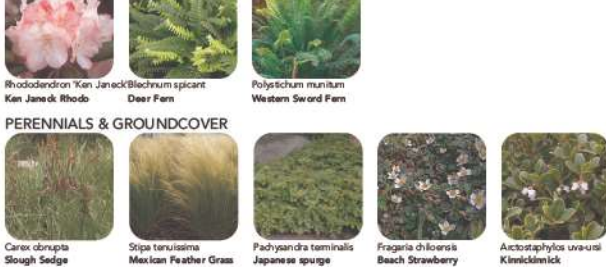 Rhododendron 'Ken Janeck' Blechnum spicant Polystichum munitum
Ken Janeck Rhodo Deer Fern Western Sword Fern
PERENNIALS & GROUNDCOVER
Carex obnupta Stipa tenuissima Pachysandra terminalis Fragaria chiloensis Arctostaphylos uva-ursi
Slough Sedge Mexican Feather Grass Japanese spurge Beach Strawberry Kinnickinnick